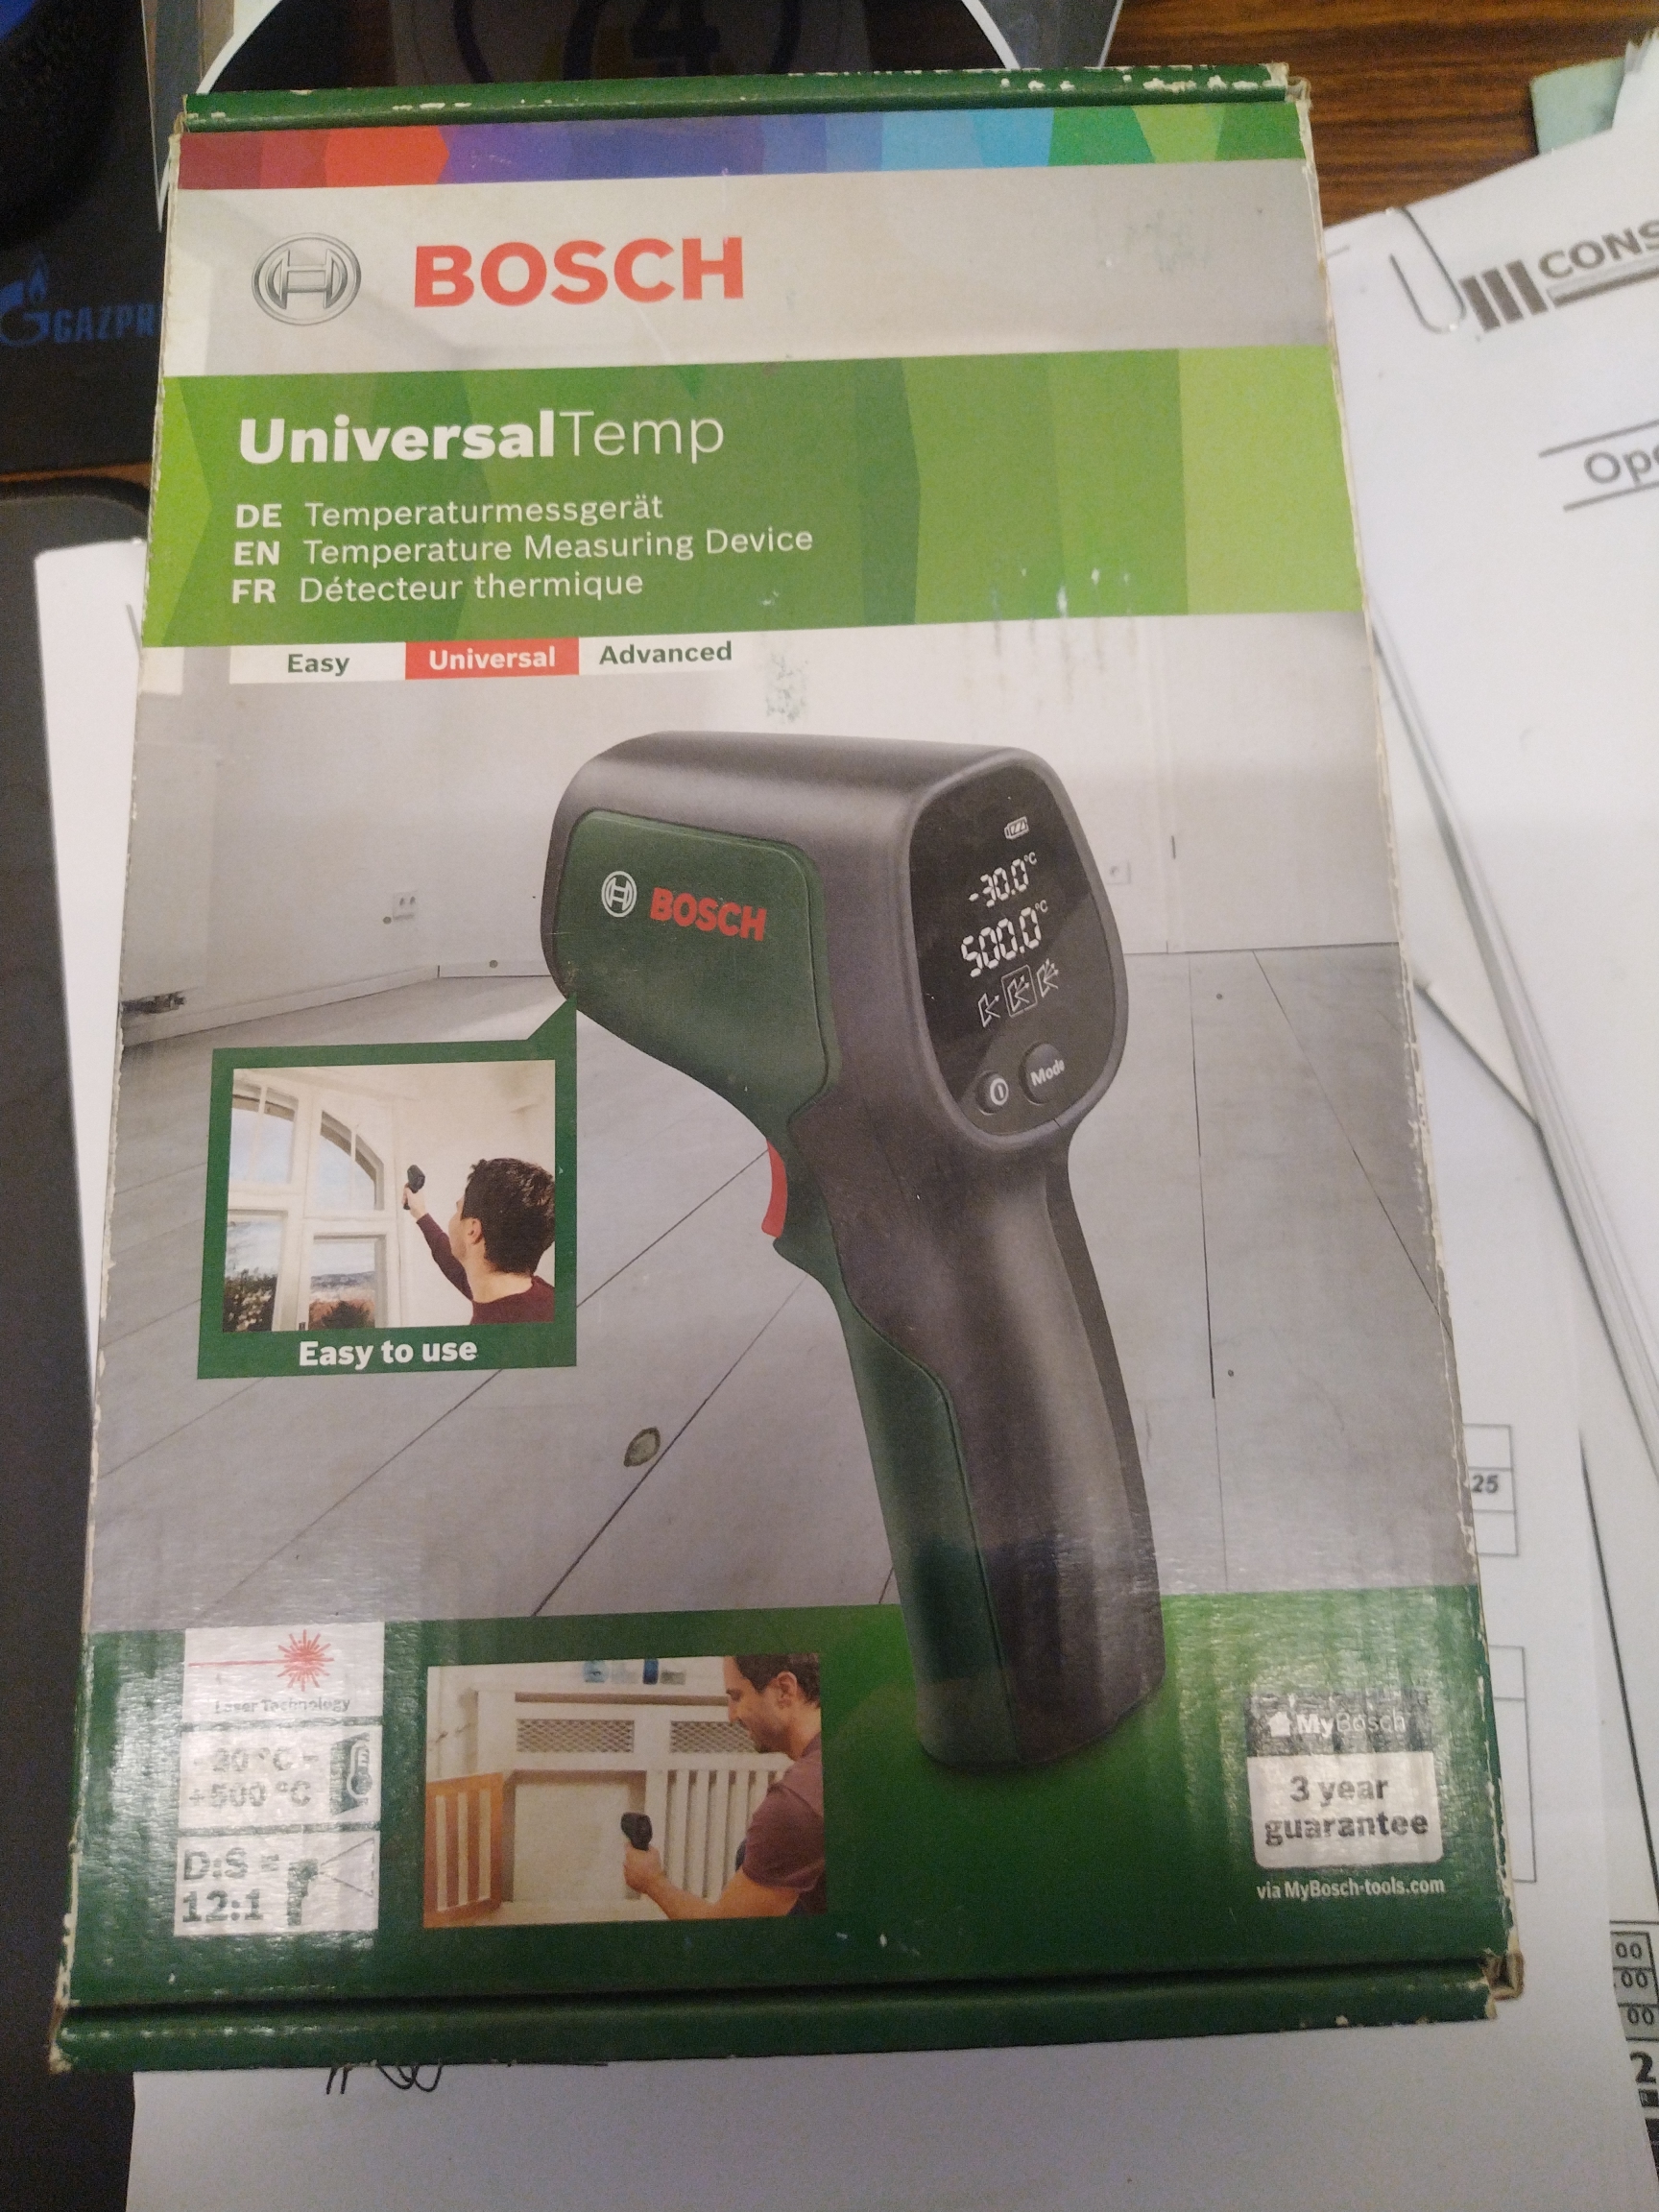 4
BOSCH
GAZPR
CONS
UniversalTemp
DE Temperaturmessgerät
EN Temperature Measuring Device
FR Détecteur thermique
Easy Universal Advanced
-30.0°C
500.0°C
BOSCH
Mode
Easy to use
Laser Technology
-30 °C -
+500 °C
D:S =
12:1
MyBosch
3 year
guarantee
via MyBosch-tools.com
Ope
25
00
.00
00
2